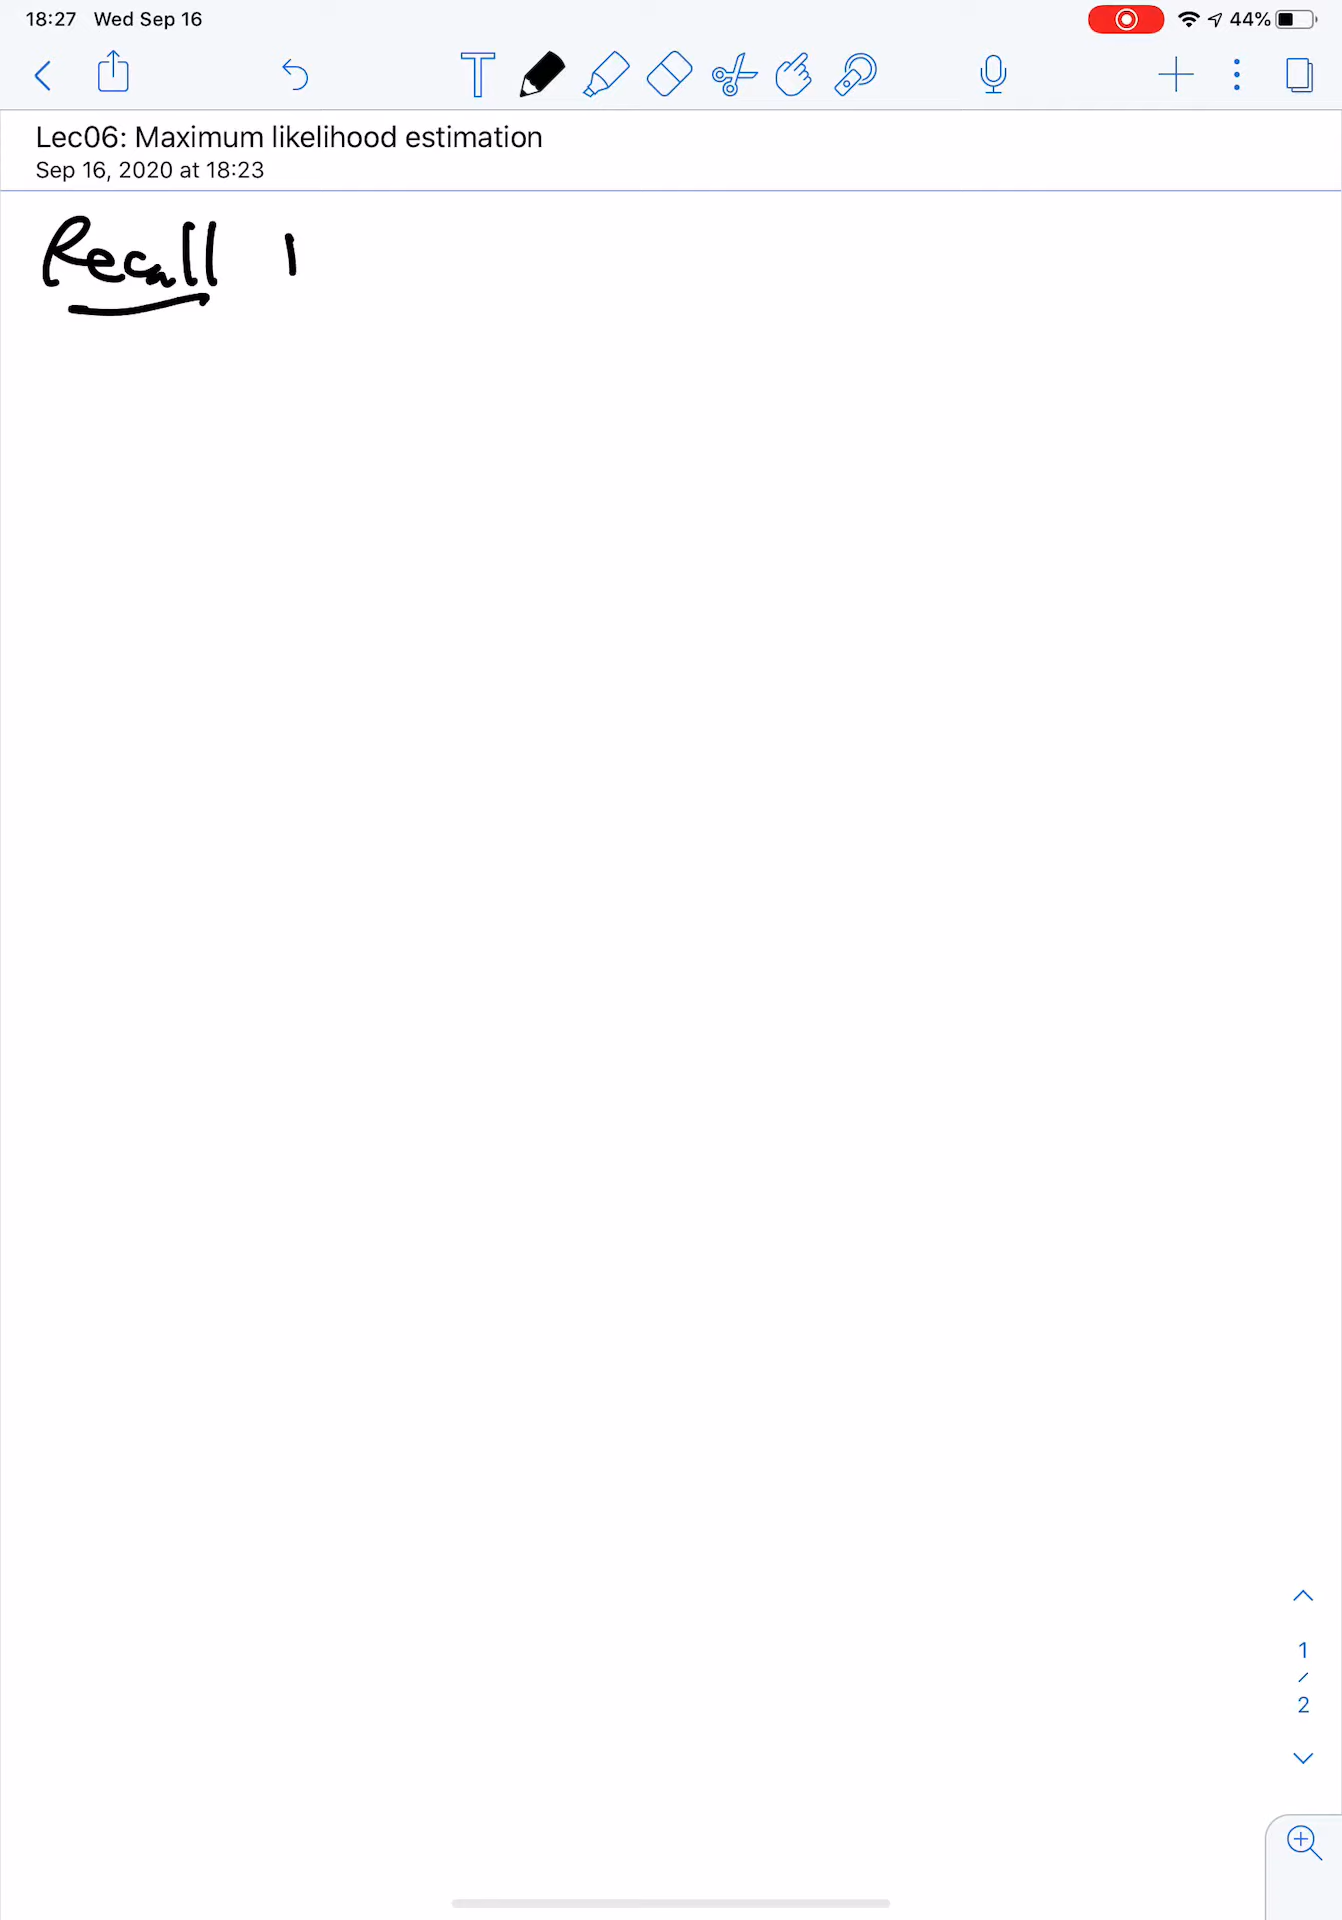 18:27 Wed Sep 16 44%
Lec06: Maximum likelihood estimation
Sep 16, 2020 at 18:23
Recall
1
/
2